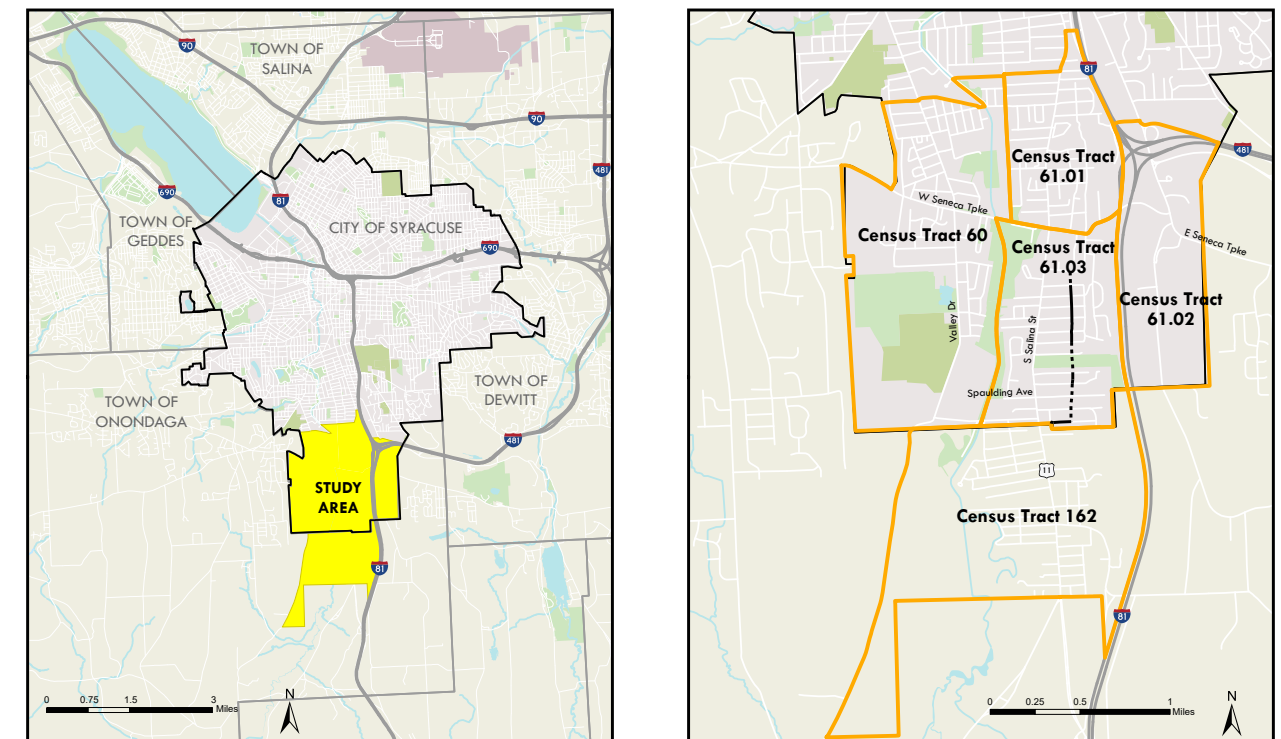 90
TOWN OF
SALINA
90
481
690
81
TOWN OF
GEDDES
CITY OF SYRACUSE
690
TOWN OF
DEWITT
TOWN OF
ONONDAGA
481
STUDY
AREA
81
N
0 0.75 1.5 3
Miles
81
481
Census Tract
61.01
W Seneca Tpke
Census Tract 60
Census Tract
61.03
E Seneca Tpke
Census Tract
61.02
Valley Dr
S Salina Sr
Spaulding Ave
11
Census Tract 162
81
N
0 0.25 0.5 1
Miles